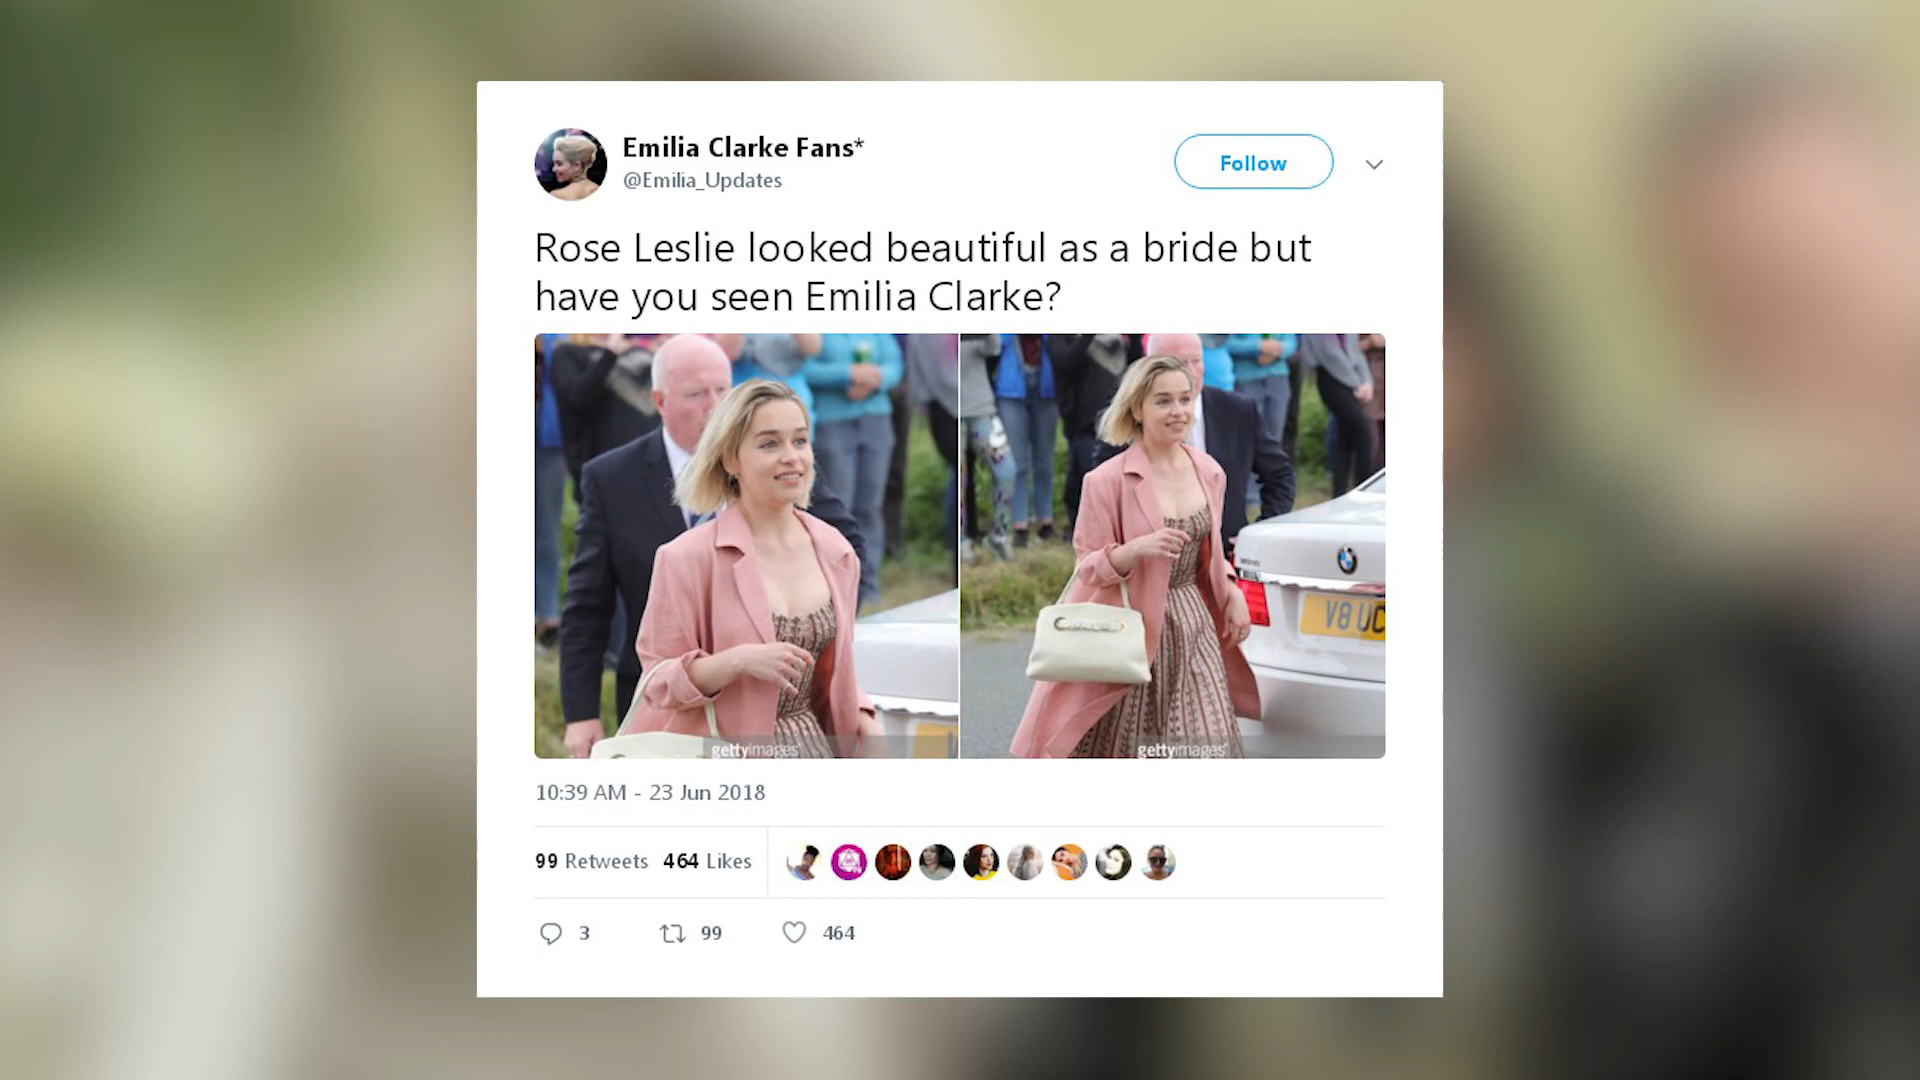 Emilia Clarke Fans*
@Emilia_Updates
Follow
Rose Leslie looked beautiful as a bride but
have you seen Emilia Clarke?
V8 UC
gettyimages
gettyimages
10:39 AM - 23 Jun 2018
99 Retweets 464 Likes
3 99 464